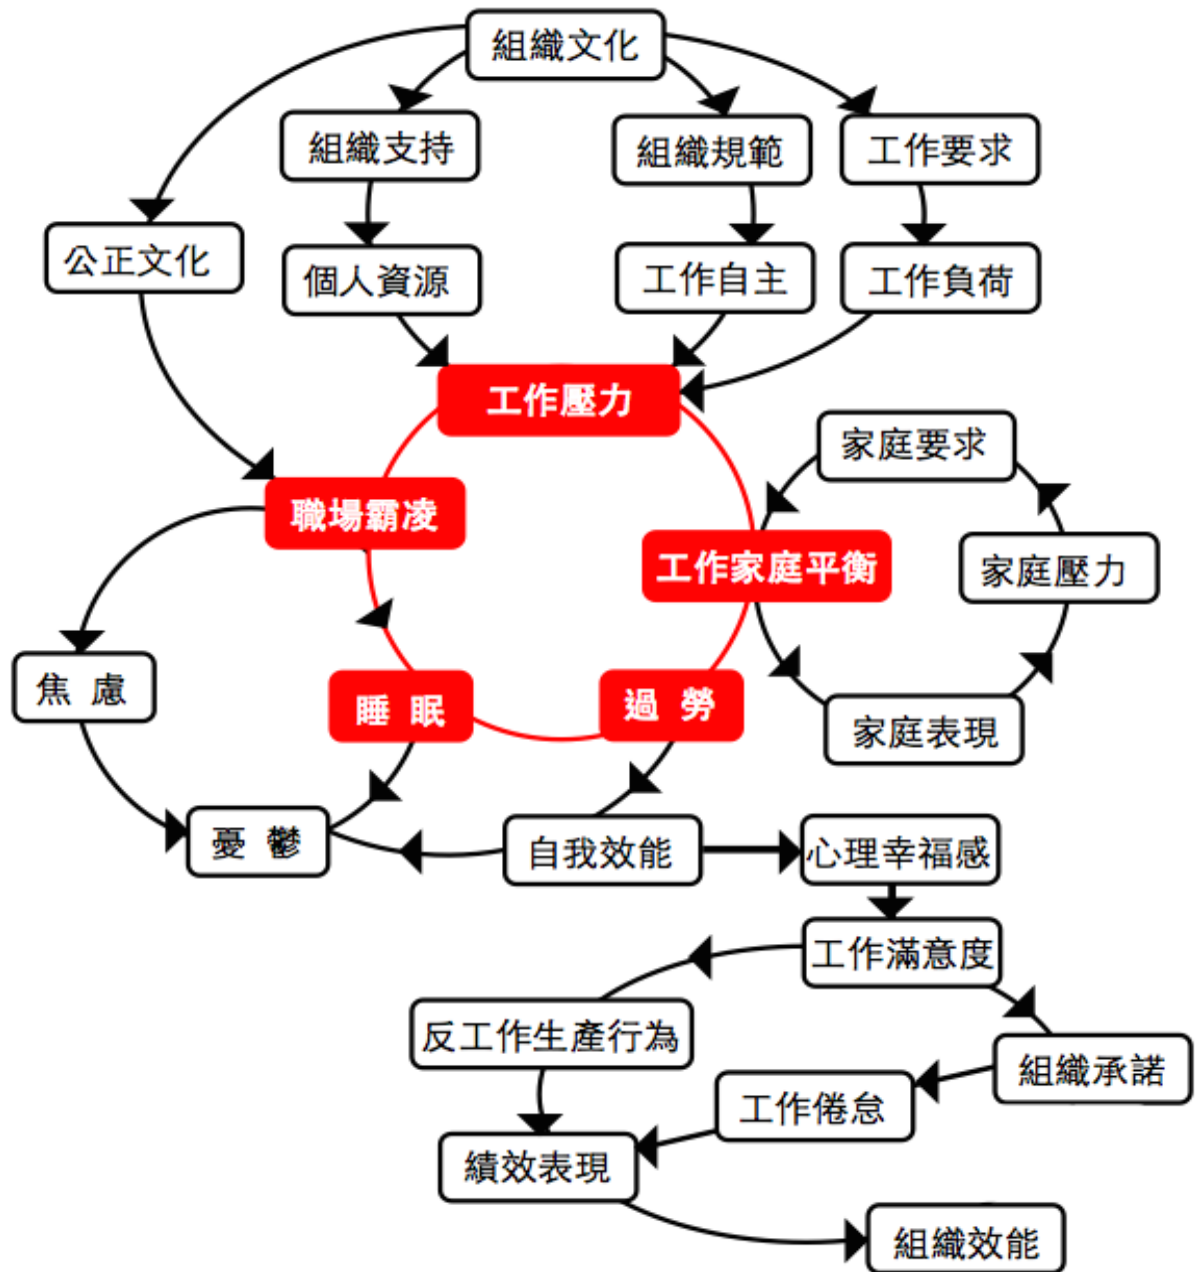 組織文化
組織支持
組織規範
工作要求
公正文化
個人資源
工作自主
工作負荷
工作壓力
家庭要求
職場霸凌
工作家庭平衡
家庭壓力
焦 慮
睡 眠
過 勞
家庭表現
憂 鬱
自我效能
心理幸福感
工作滿意度
反工作生產行為
組織承諾
工作倦怠
績效表現
組織效能